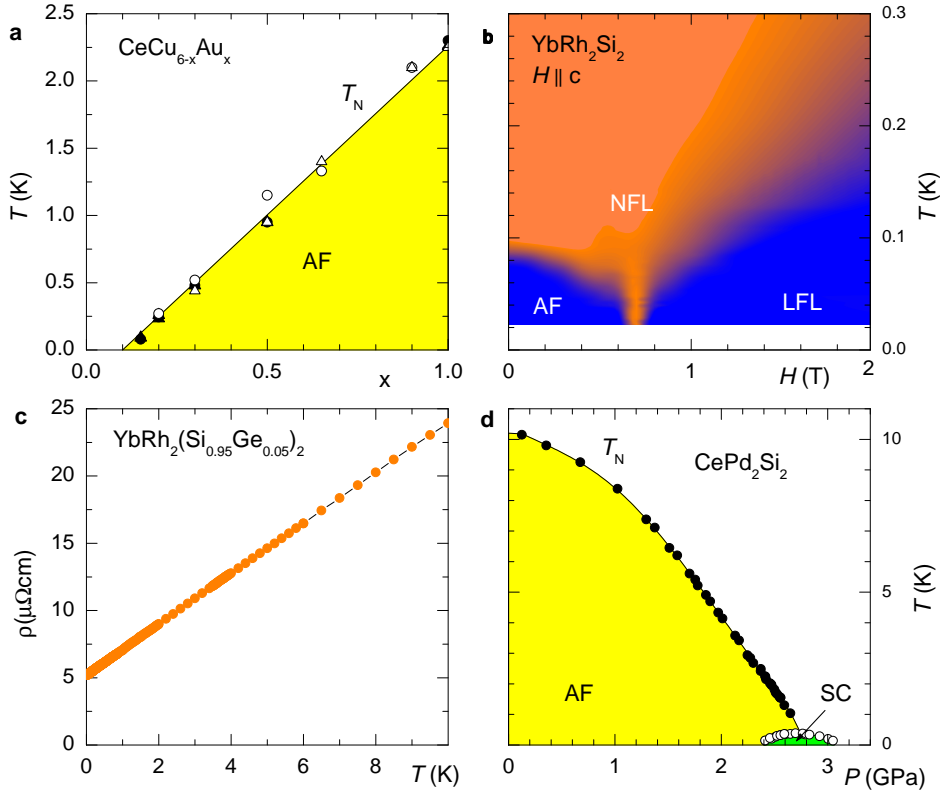 a
CeCu6-xAux
TN
AF
T (K)
2.5
2.0
1.5
1.0
0.5
0.0
0.0
0.5
1.0
x
b
YbRh2Si2
H || c
NFL
AF
LFL
T (K)
0.3
0.2
0.1
0.0
0
1
2
H (T)
c
YbRh2(Si0.95Ge0.05)2
ρ(μΩcm)
25
20
15
10
5
0
0
2
4
6
8
T (K)
d
TN
CePd2Si2
AF
SC
T (K)
10
5
0
0
1
2
3
P (GPa)